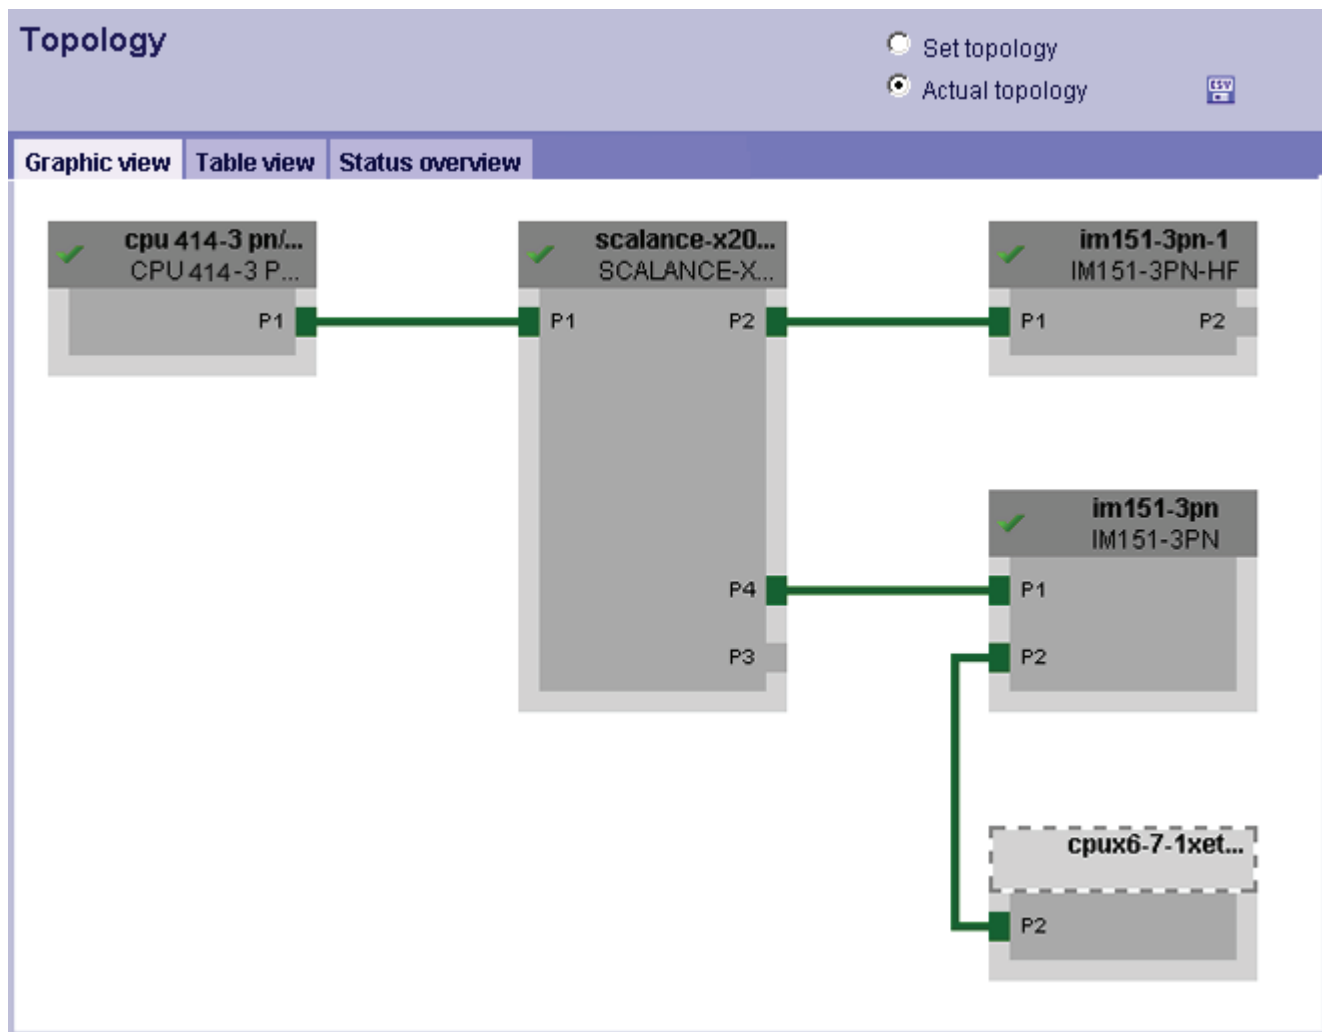 Topology
Set topology
Actual topology
CSV
Graphic view Table view Status overview
cpu 414-3 pn/...
CPU 414-3 P...
P1
scalance-x20...
SCALANCE-X...
P1 P2
P4
P3
im151-3pn-1
IM151-3PN-HF
P1 P2
im151-3pn
IM151-3PN
P1
P2
cpux6-7-1xet...
P2